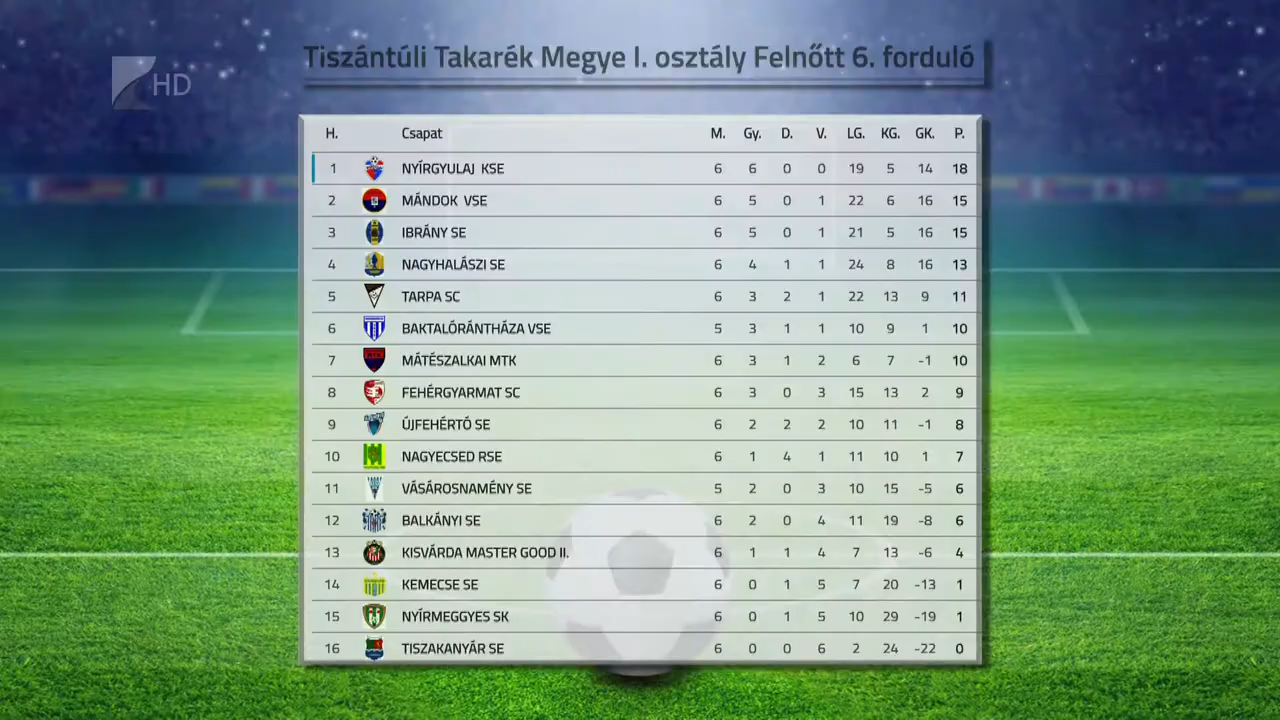 Tiszántúli Takarék Megye I. osztály Felnőtt 6. forduló
HD
H. Csapat M. Gy. D. V. LG. KG. GK. P.
1 NYÍRGYULAJ KSE 6 6 0 0 19 5 14 18
2 MÁNDOK VSE 6 5 0 1 22 6 16 15
3 IBRÁNY SE 6 5 0 1 21 5 16 15
4 NAGYHALÁSZI SE 6 4 1 1 24 8 16 13
5 TARPA SC 6 3 2 1 22 13 9 11
6 BAKTALÓRÁNTHÁZA VSE 5 3 1 1 10 9 1 10
7 MÁTÉSZALKAI MTK 6 3 1 2 6 7 -1 10
8 FEHÉRGYARMAT SC 6 3 0 3 15 13 2 9
9 ÚJFEHÉRTÓ SE 6 2 2 2 10 11 -1 8
10 NAGYECSED RSE 6 1 4 1 11 10 1 7
11 VÁSÁROSNAMÉNY SE 5 2 0 3 10 15 -5 6
12 BALKÁNYI SE 6 2 0 4 11 19 -8 6
13 KISVÁRDA MASTER GOOD II. 6 1 1 4 7 13 -6 4
14 KEMECSE SE 6 0 1 5 7 20 -13 1
15 NYÍRMEGGYES SK 6 0 1 5 10 29 -19 1
16 TISZAKANYÁR SE 6 0 0 6 2 24 -22 0